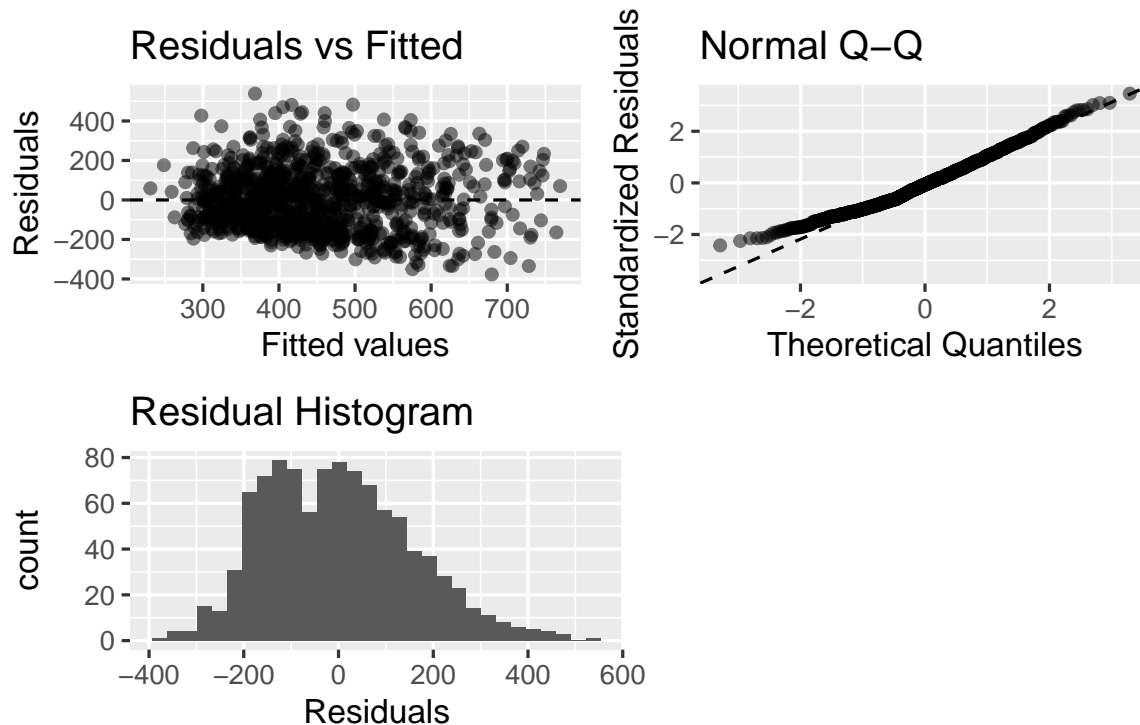 Residuals vs Fitted
Residuals
400
200
0
−200
−400
300 400 500 600 700
Fitted values
Normal Q−Q
Standardized Residuals
2
0
−2
−2 0 2
Theoretical Quantiles
Residual Histogram
count
80
60
40
20
0
−400 −200 0 200 400 600
Residuals